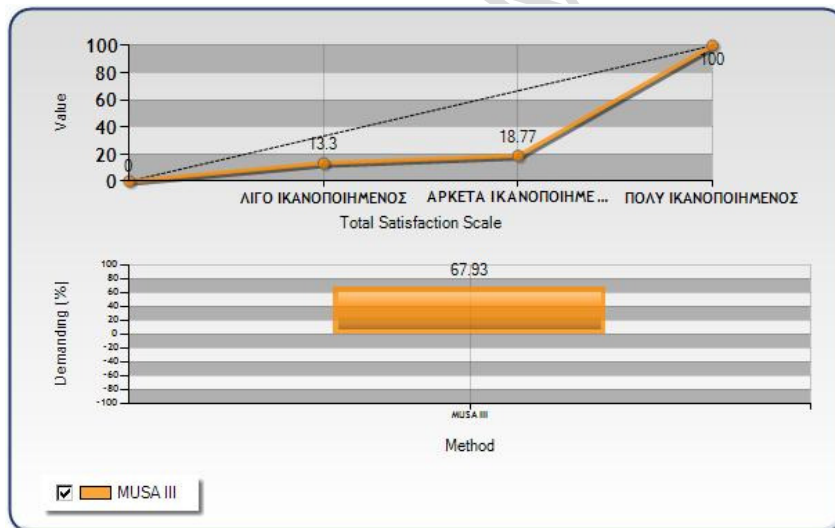 100
80
60
40
20
0
Value
0
13.3
18.77
100
ΛΙΓΟ ΙΚΑΝΟΠΟΙΗΜΕΝΟΣ
ΑΡΚΕΤΑ ΙΚΑΝΟΠΟΙΗΜΕ...
ΠΟΛΥ ΙΚΑΝΟΠΟΙΗΜΕΝΟΣ
Total Satisfaction Scale
100
80
60
40
20
0
-20
-40
-60
-80
-100
Demanding [%]
67.93
MUSA III
Method
MUSA III